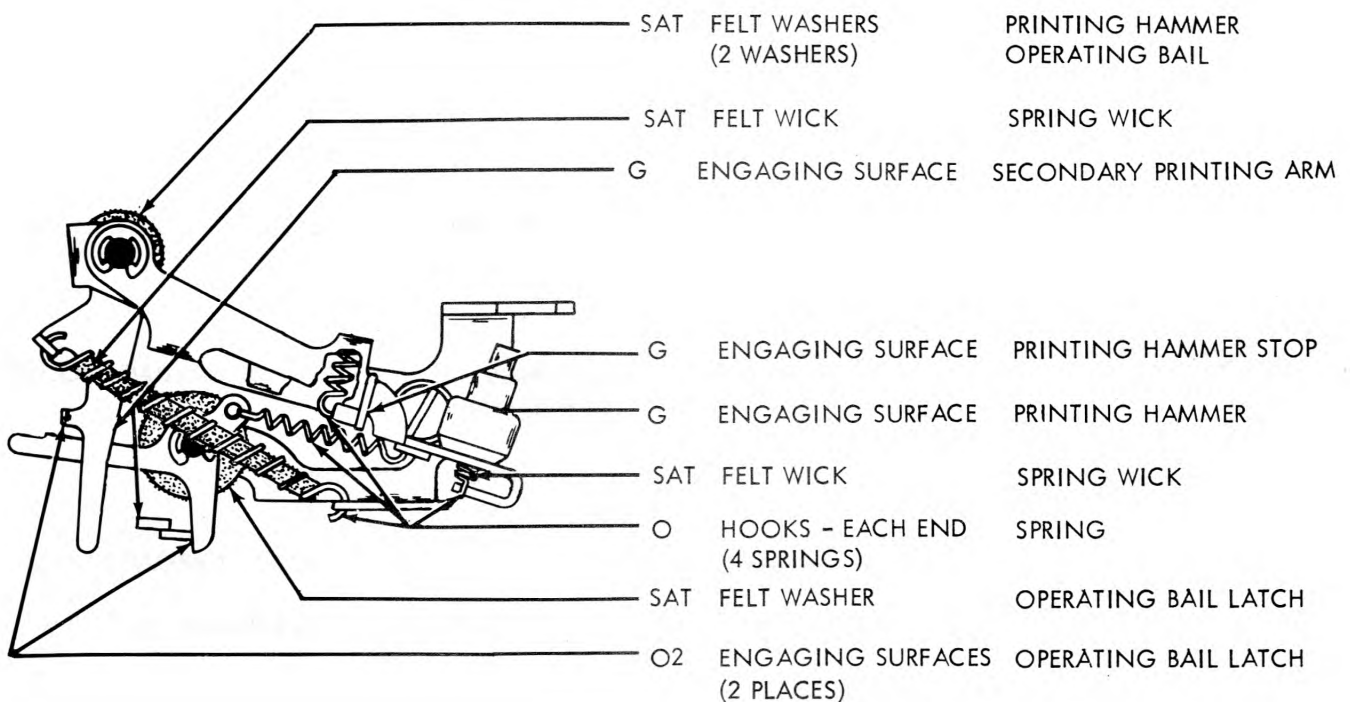 SAT FELT WASHERS PRINTING HAMMER
(2 WASHERS) OPERATING BAIL
SAT FELT WICK SPRING WICK
G ENGAGING SURFACE SECONDARY PRINTING ARM
G ENGAGING SURFACE PRINTING HAMMER STOP
G ENGAGING SURFACE PRINTING HAMMER
SAT FELT WICK SPRING WICK
O HOOKS - EACH END SPRING
(4 SPRINGS)
SAT FELT WASHER OPERATING BAIL LATCH
O2 ENGAGING SURFACES OPERATING BAIL LATCH
(2 PLACES)